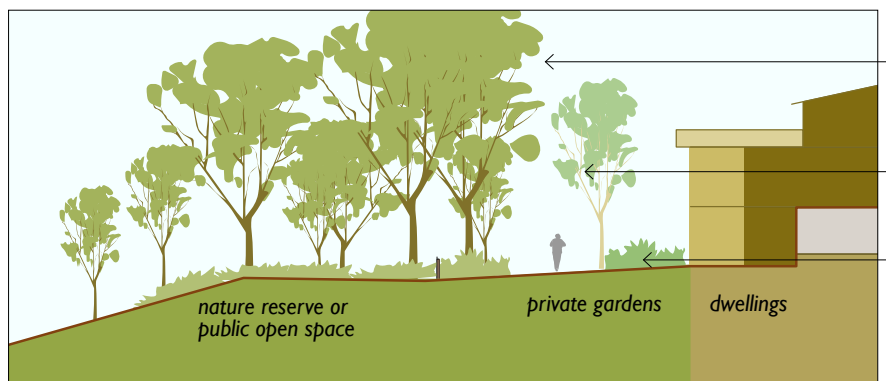 nature reserve or
public open space
private gardens
dwellings